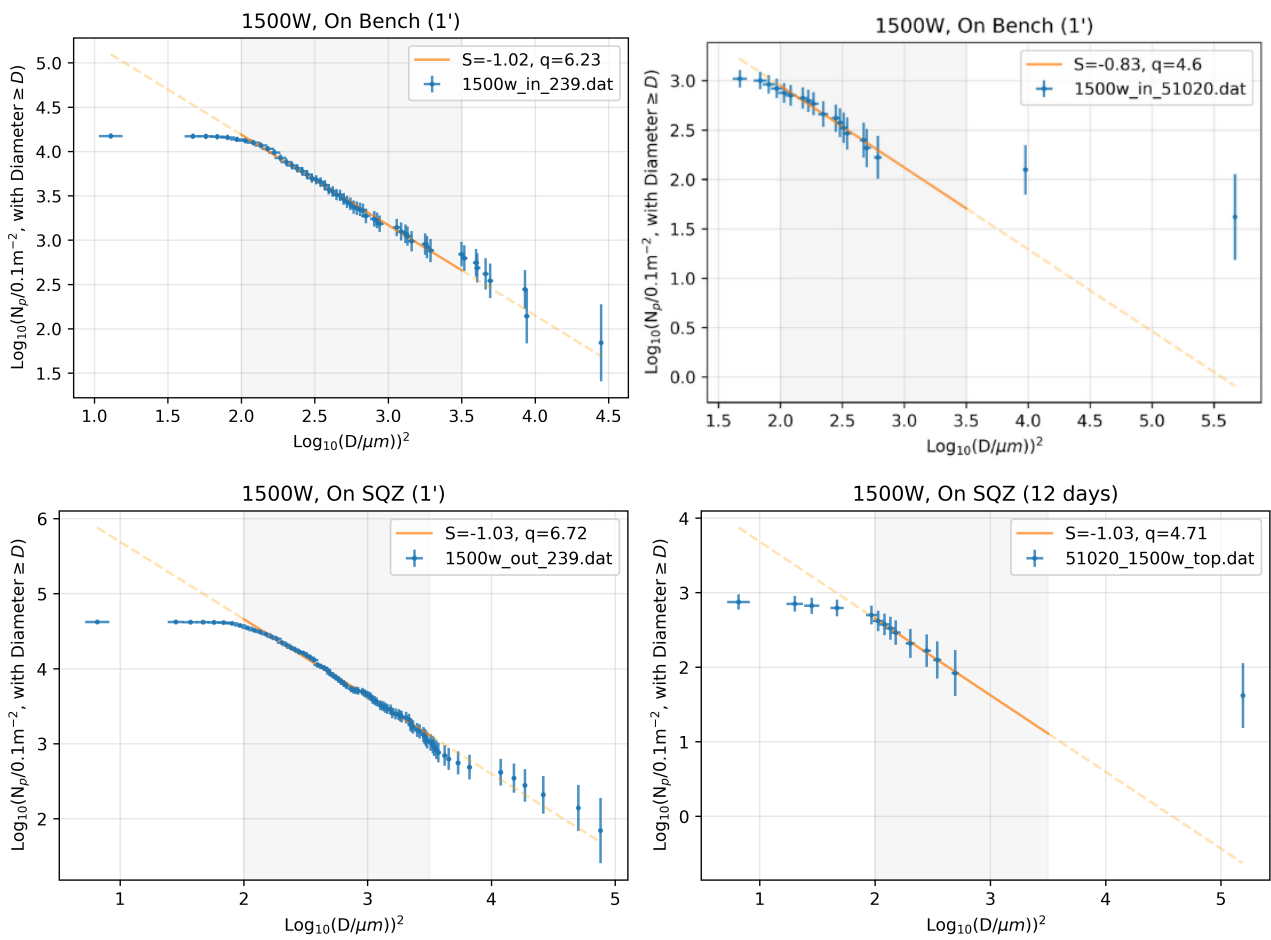 1500W, On Bench (1')
Log₁₀(Nₚ/0.1m⁻², with Diameter ≥ D)
5.0
4.5
4.0
3.5
3.0
2.5
2.0
1.5
S=-1.02, q=6.23
1500w_in_239.dat
1.0 1.5 2.0 2.5 3.0 3.5 4.0 4.5
Log₁₀(D/μm))²
1500W, On Bench (1')
Log₁₀(Nₚ/0.1m⁻², with Diameter ≥ D)
3.0
2.5
2.0
1.5
1.0
0.5
0.0
S=-0.83, q=4.6
1500w_in_51020.dat
1.5 2.0 2.5 3.0 3.5 4.0 4.5 5.0 5.5
Log₁₀(D/μm))²
1500W, On SQZ (1')
Log₁₀(Nₚ/0.1m⁻², with Diameter ≥ D)
6
5
4
3
2
S=-1.03, q=6.72
1500w_out_239.dat
1 2 3 4 5
Log₁₀(D/μm))²
1500W, On SQZ (12 days)
Log₁₀(Nₚ/0.1m⁻², with Diameter ≥ D)
4
3
2
1
0
S=-1.03, q=4.71
51020_1500w_top.dat
1 2 3 4 5
Log₁₀(D/μm))²